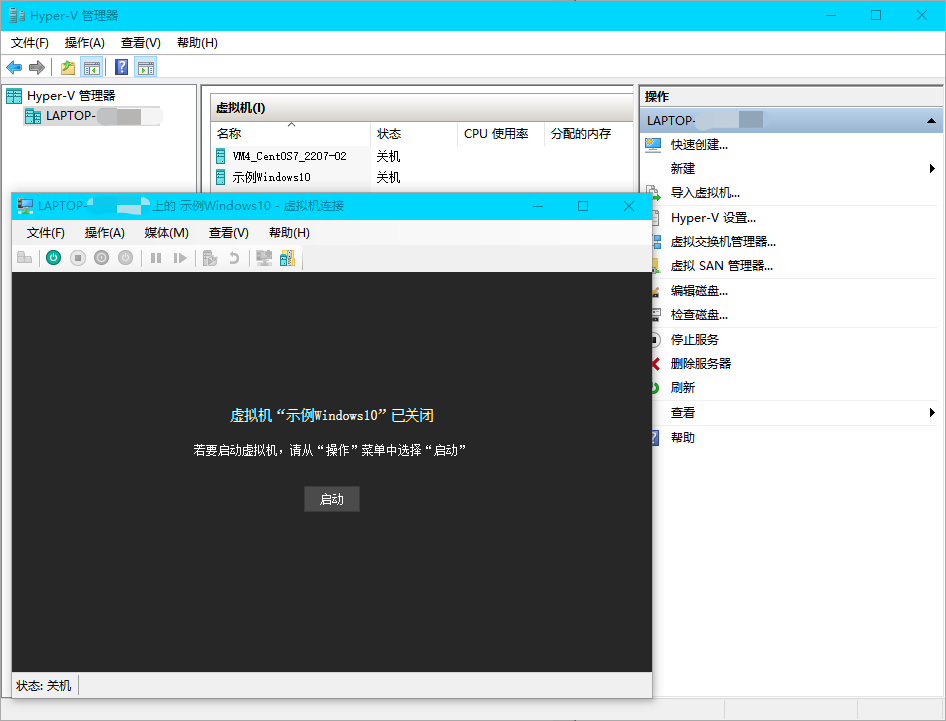 Hyper-V 管理器
文件(F) 操作(A) 查看(V) 帮助(H)
Hyper-V 管理器
LAPTOP-
虚拟机(I)
名称 状态 CPU 使用率 分配的内存
VM4_CentOS7_2207-02 关机
示例Windows10 关机
LAPTOP- 上的 示例Windows10 - 虚拟机连接
文件(F) 操作(A) 媒体(M) 查看(V) 帮助(H)
虚拟机“示例Windows10”已关闭
若要启动虚拟机，请从“操作”菜单中选择“启动”
启动
状态: 关机
操作
LAPTOP-
快速创建...
新建
导入虚拟机...
Hyper-V 设置...
虚拟交换机管理器...
虚拟 SAN 管理器...
编辑磁盘...
检查磁盘...
停止服务
删除服务器
刷新
查看
帮助